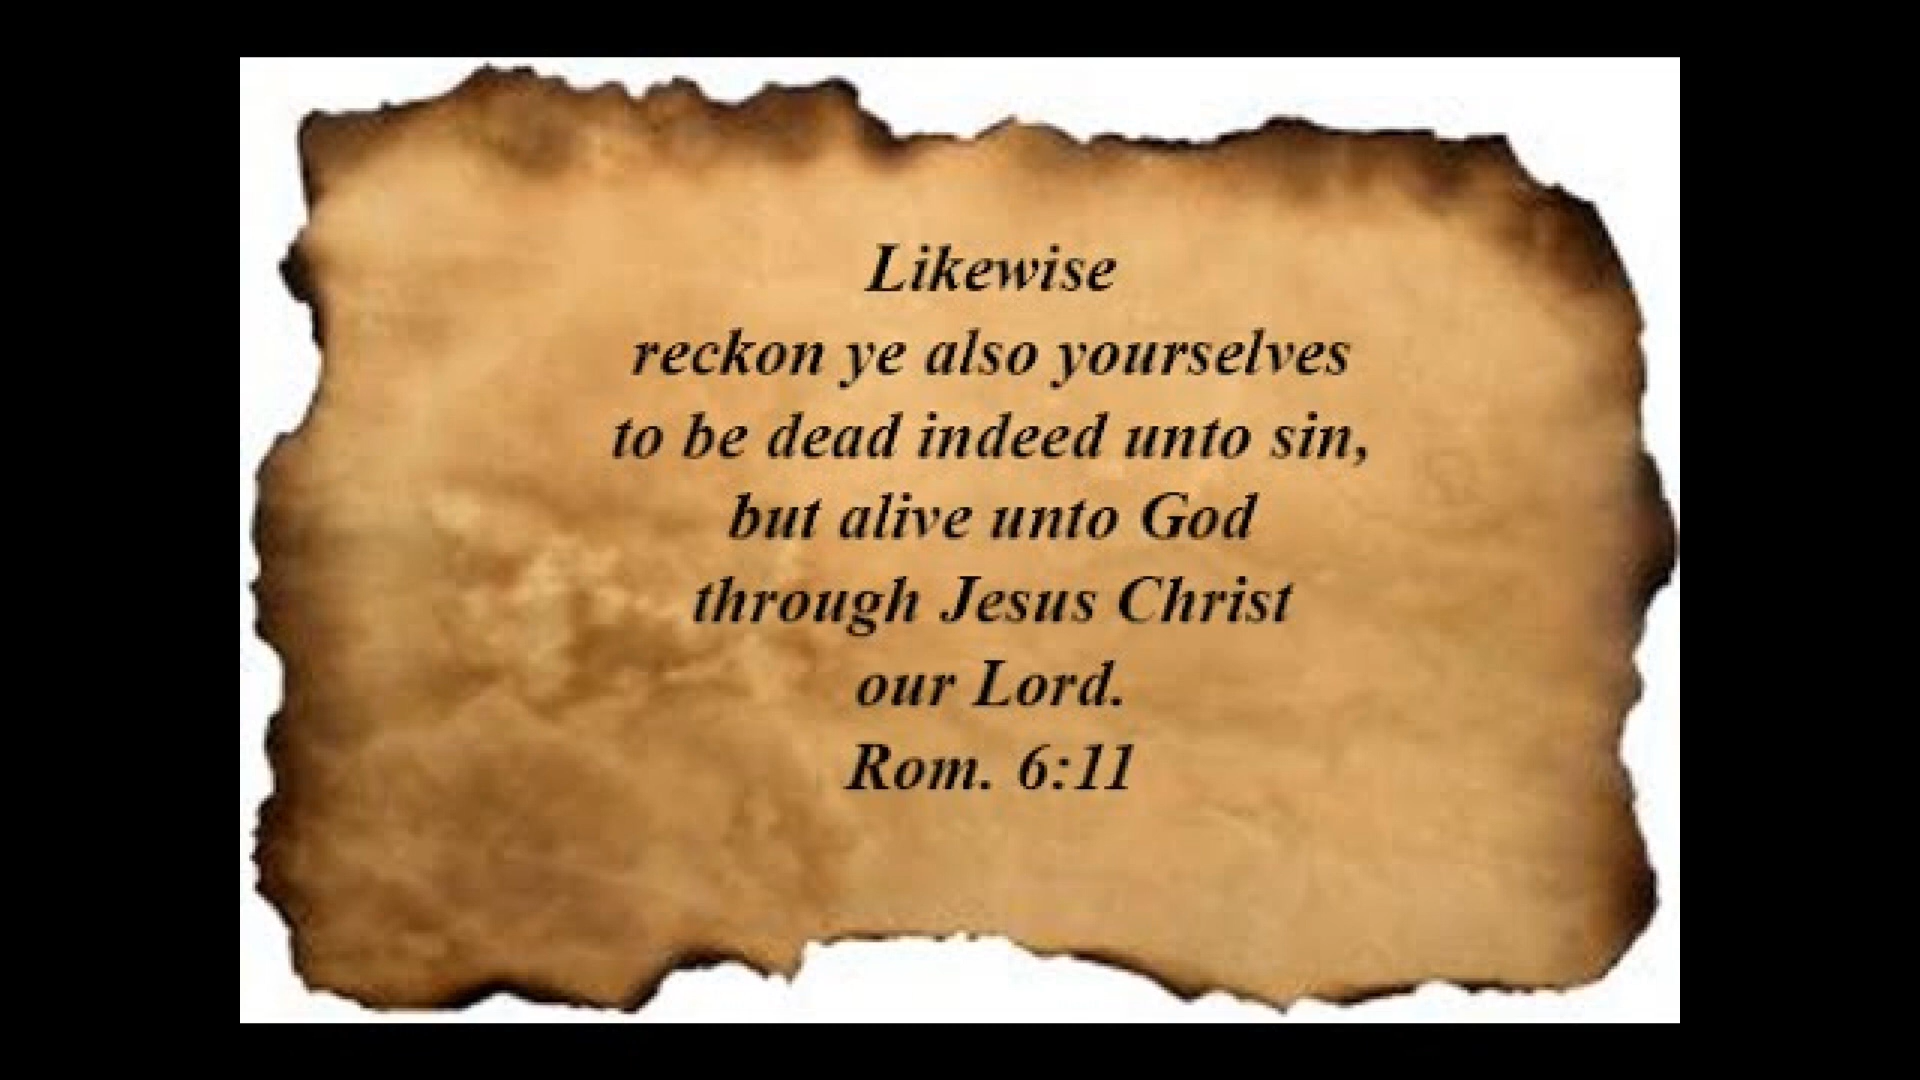 Likewise
reckon ye also yourselves
to be dead indeed unto sin,
but alive unto God
through Jesus Christ
our Lord.
Rom. 6:11